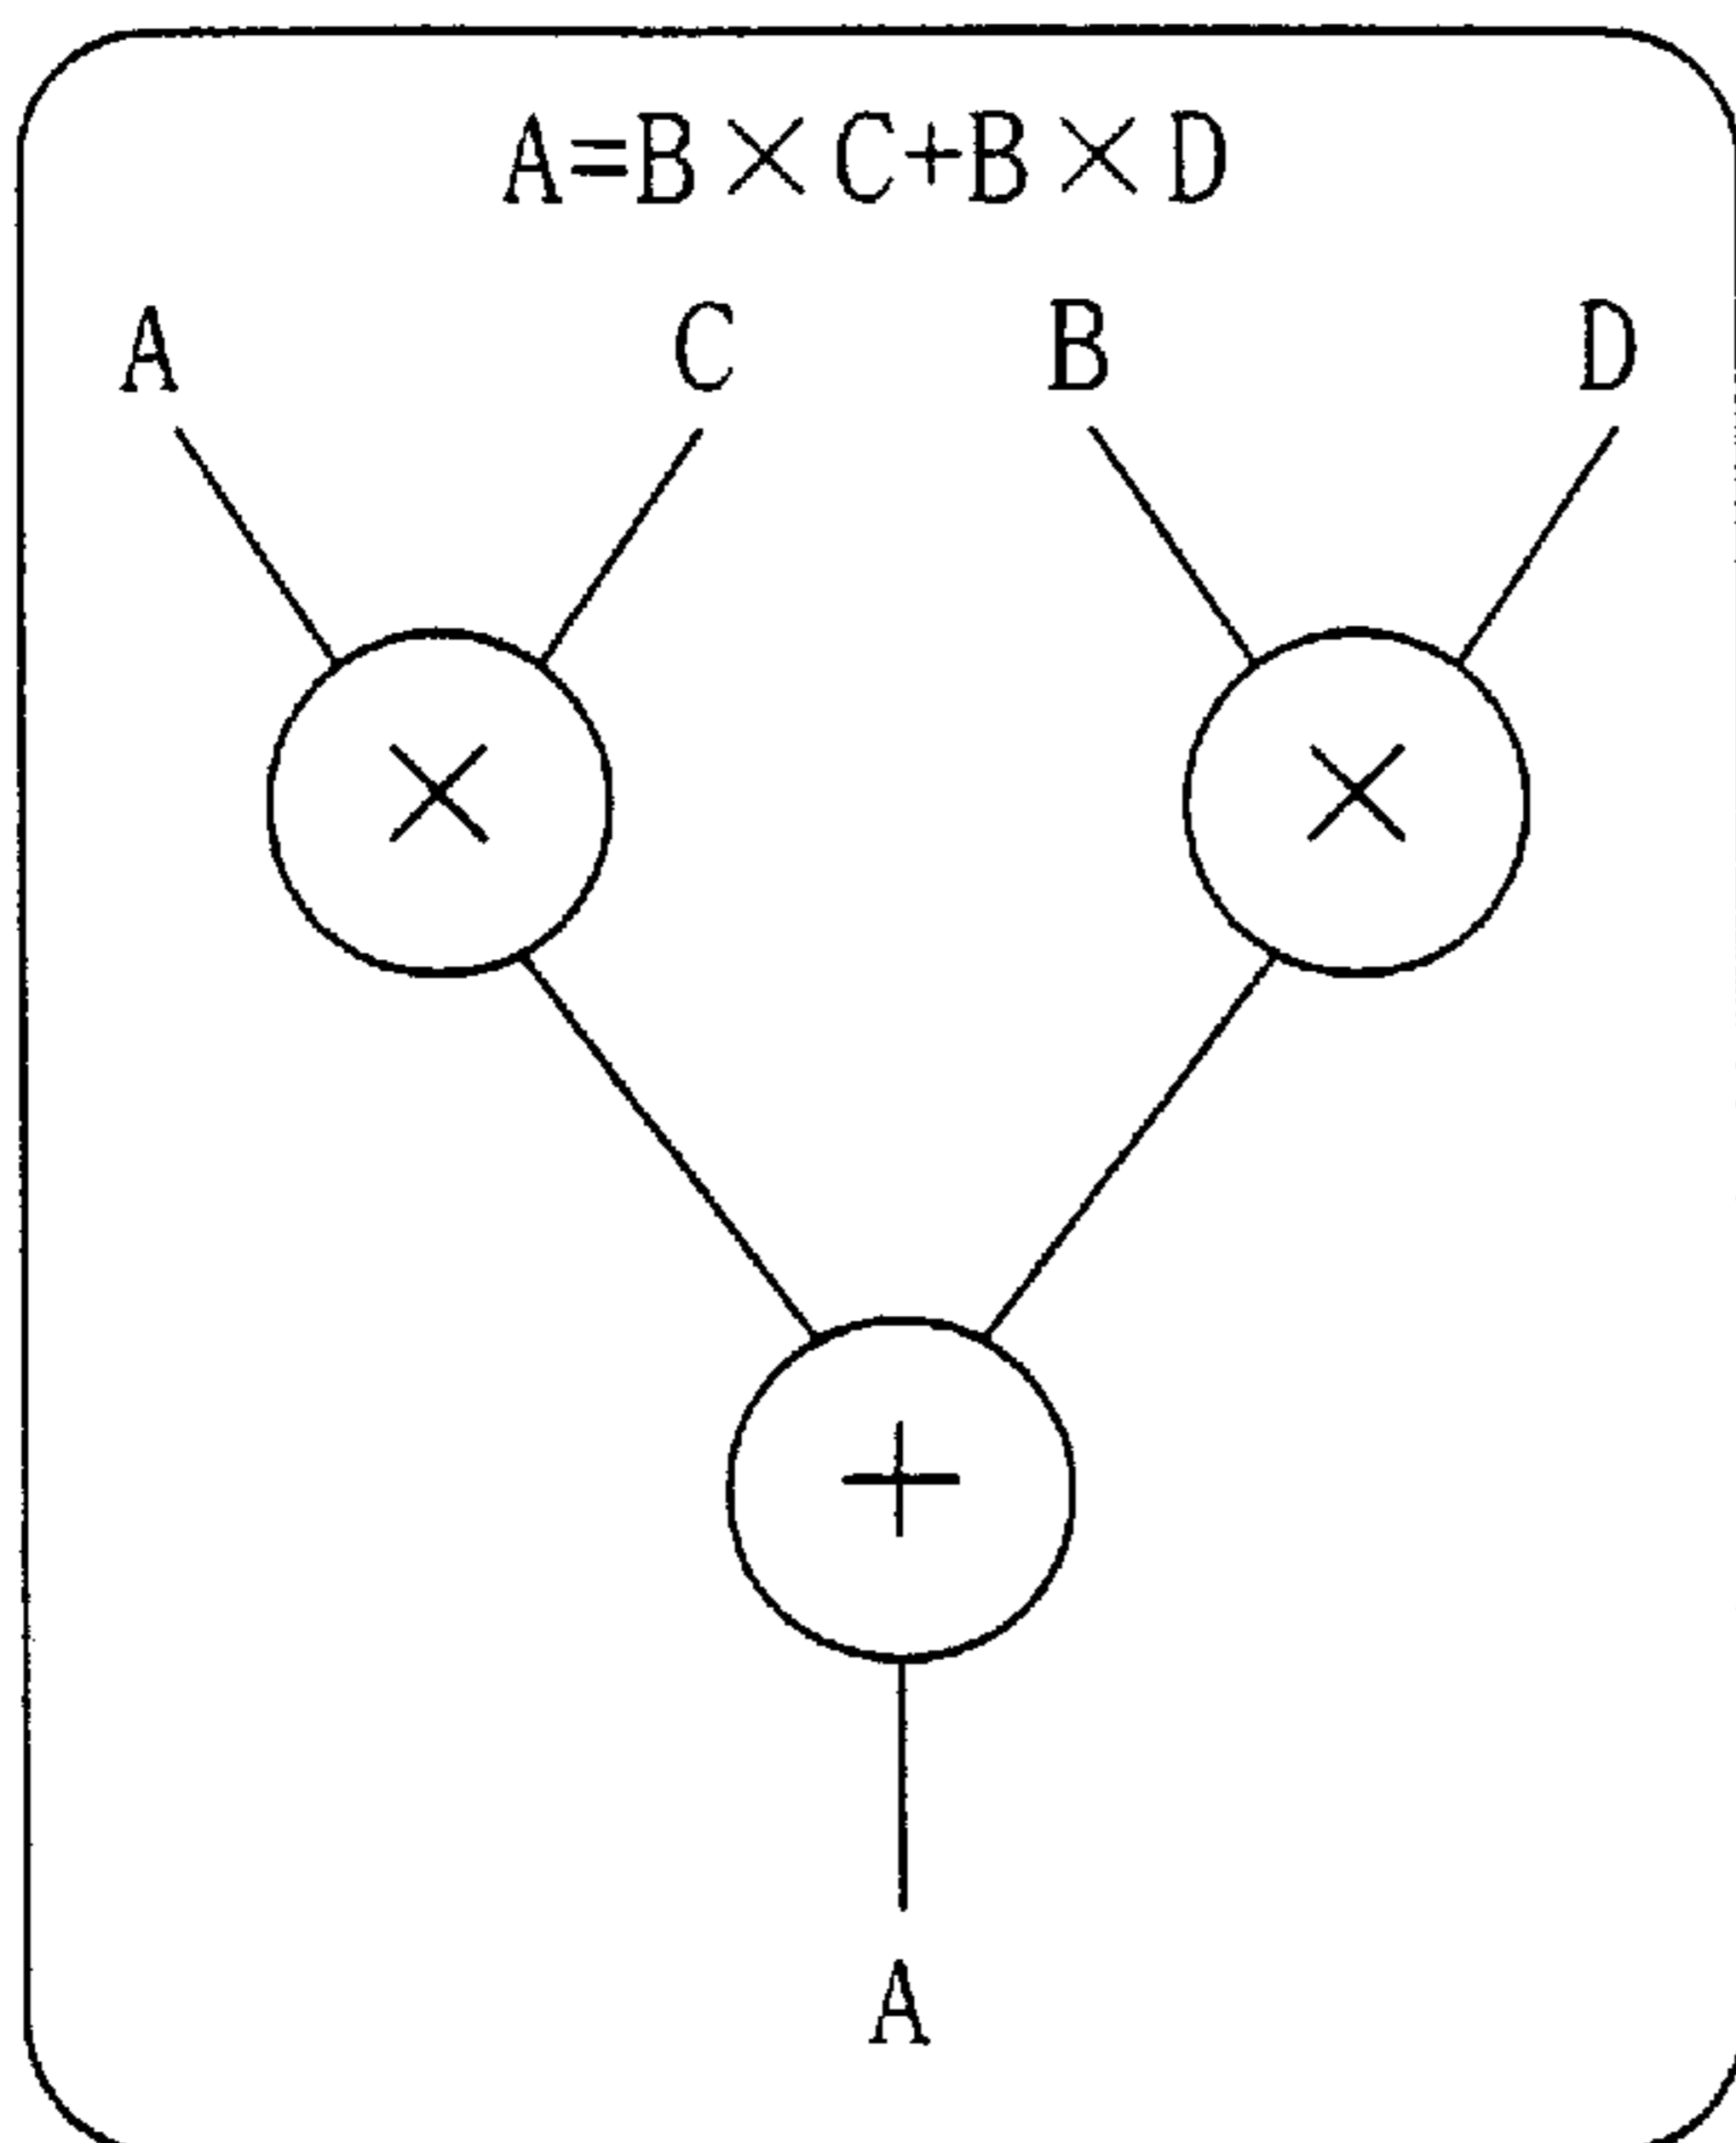 A=B×C+B×D
A C B D
× ×
+
A